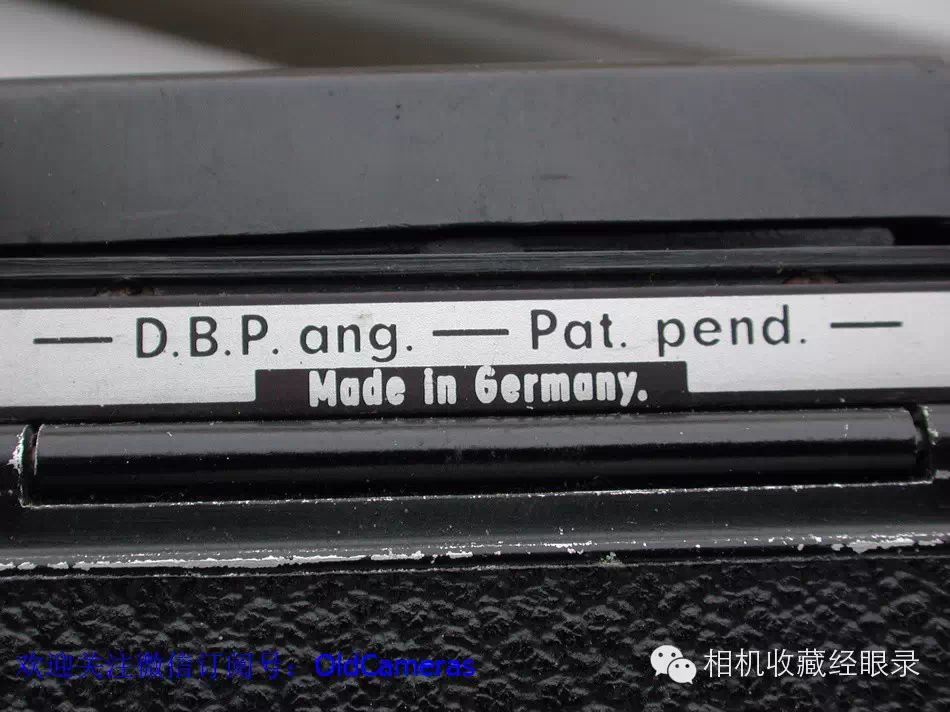 — D.B.P. ang. — Pat. pend. —
Made in Germany.
欢迎关注微信订阅号：OldCameras
相机收藏经眼录